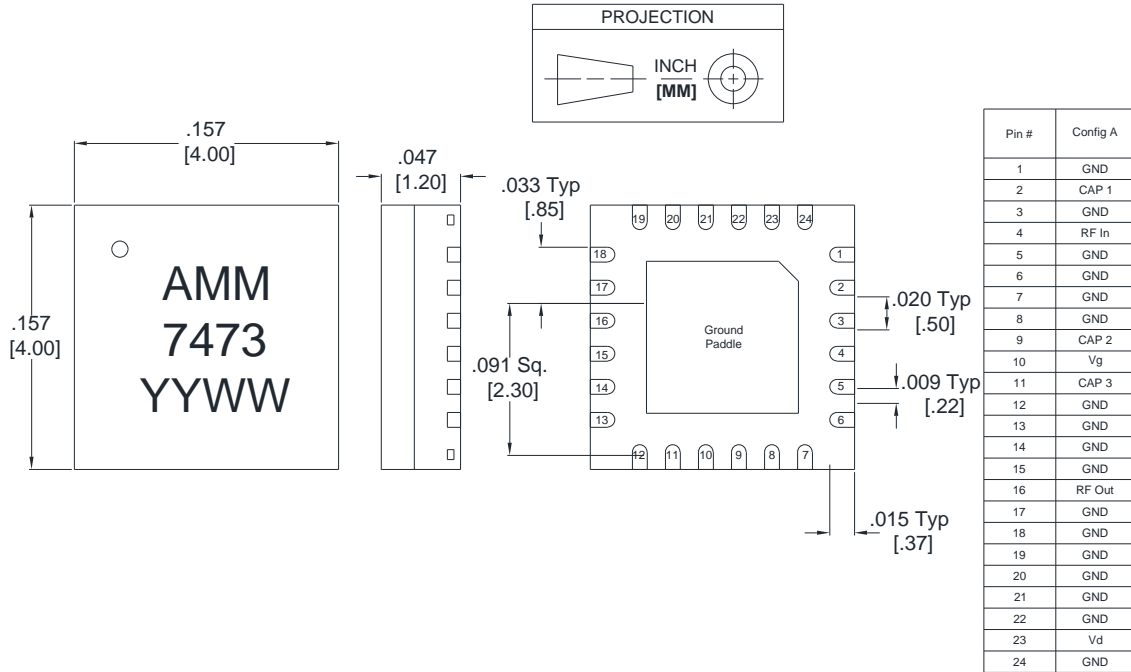 PROJECTION
INCH
[MM]
.157
[4.00]
.157
[4.00]
AMM
7473
YYWW
.047
[1.20]
.033 Typ
[.85]
.091 Sq.
[2.30]
19 20 21 22 23 24
18
17
16
15
14
13
1
2
3
4
5
6
12 11 10 9 8 7
Ground
Paddle
.020 Typ
[.50]
.009 Typ
[.22]
.015 Typ
[.37]
Pin # Config A
1 GND
2 CAP 1
3 GND
4 RF In
5 GND
6 GND
7 GND
8 GND
9 CAP 2
10 Vg
11 CAP 3
12 GND
13 GND
14 GND
15 GND
16 RF Out
17 GND
18 GND
19 GND
20 GND
21 GND
22 GND
23 Vd
24 GND